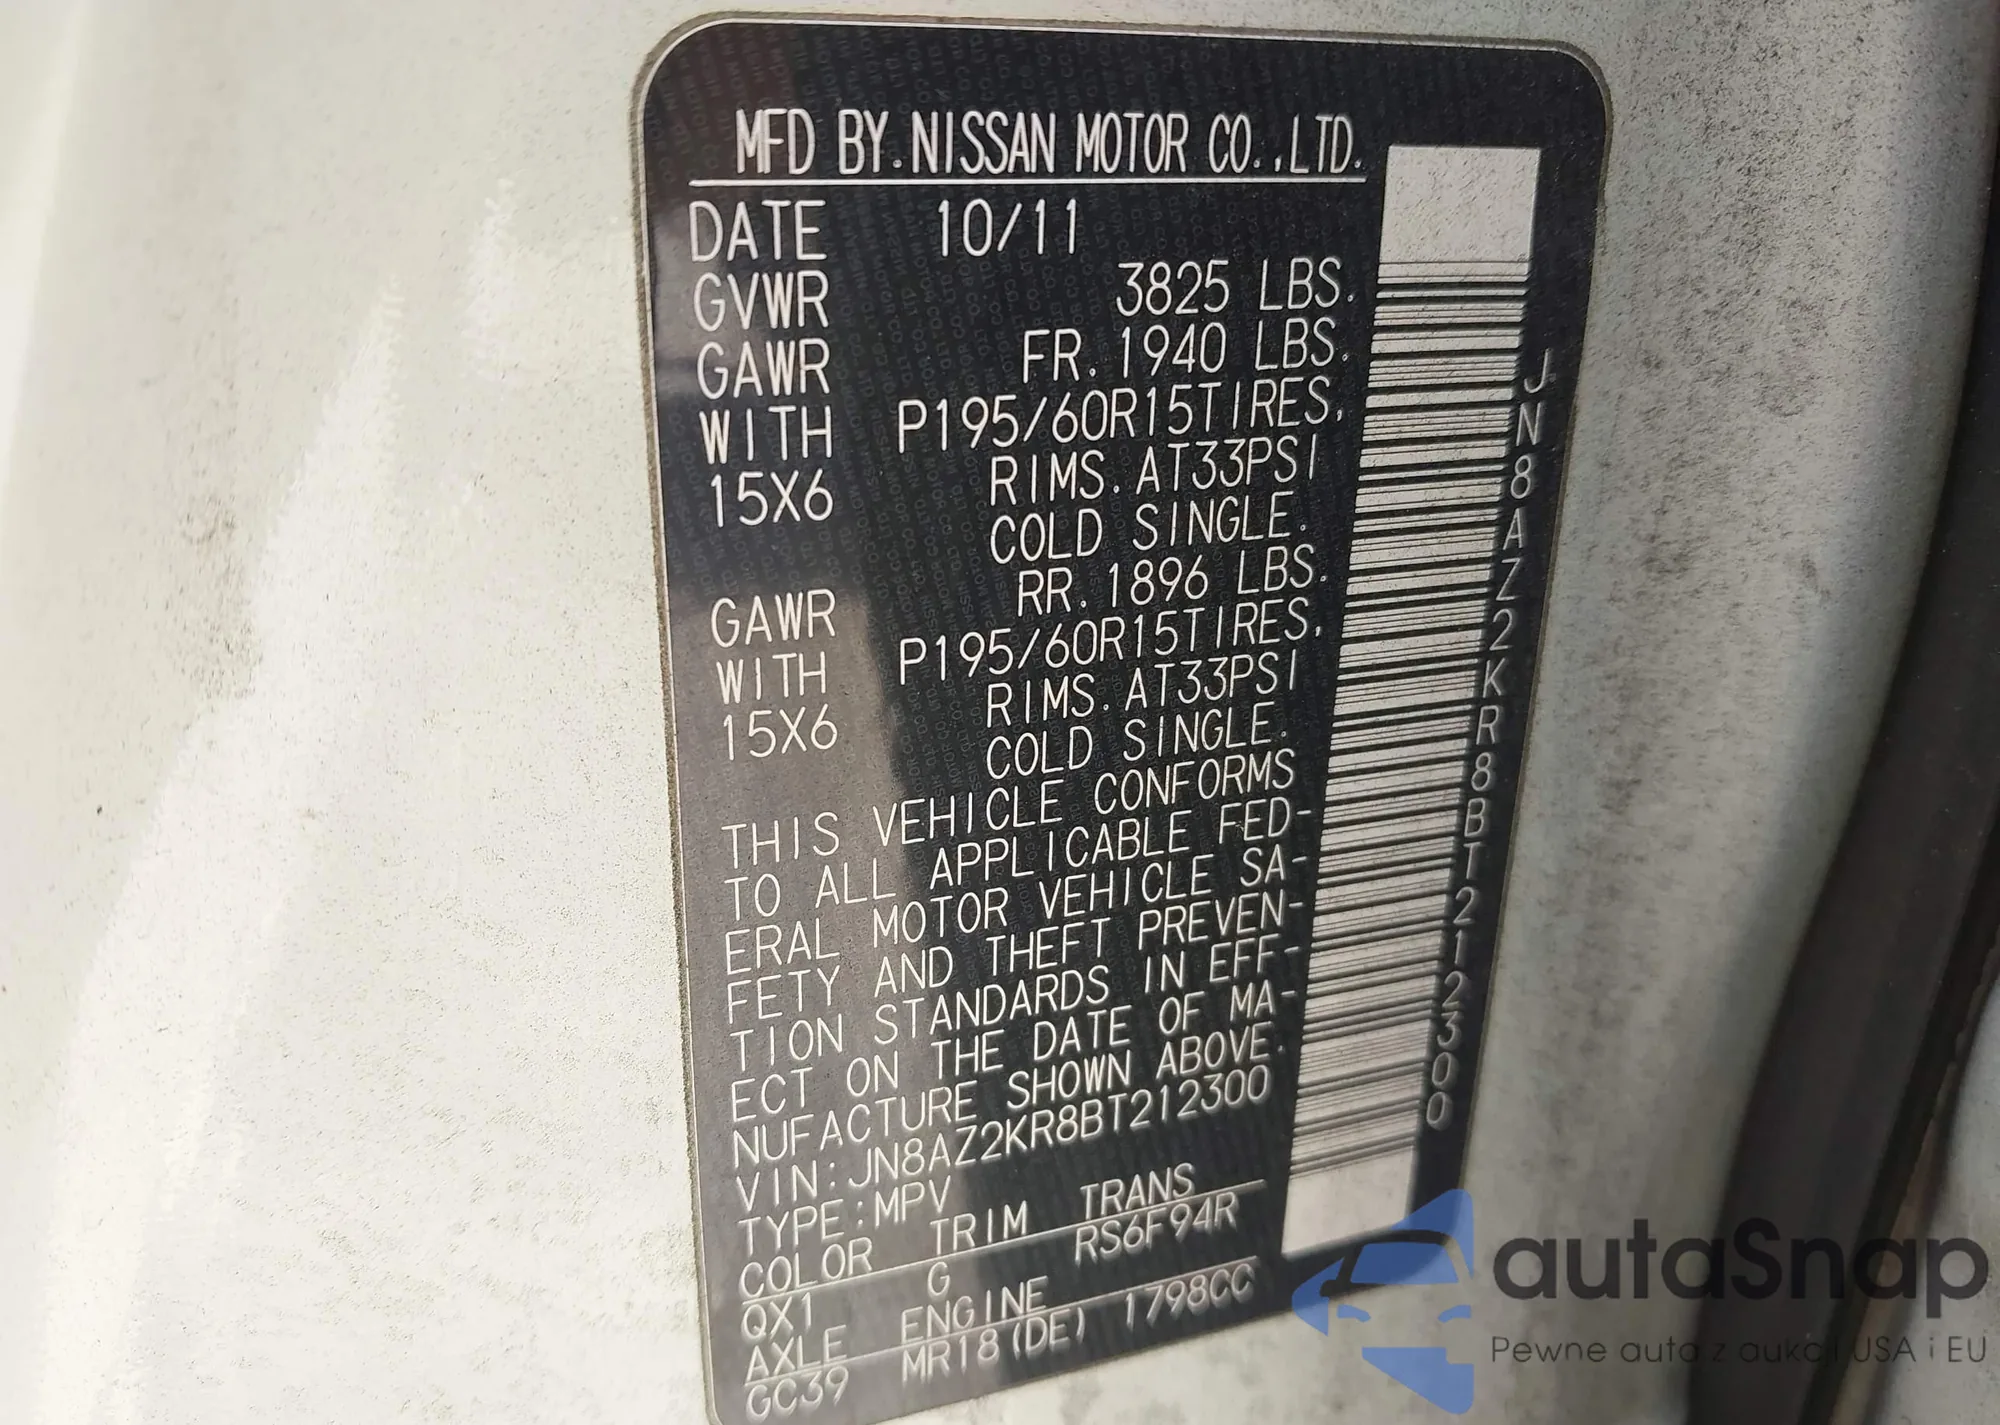 MFD BY.NISSAN MOTOR CO.,LTD.
DATE 10/11
GVWR 3825 LBS.
GAWR FR. 1940 LBS.
WITH P195/60R15TIRES,
15X6 RIMS. AT33PSI
COLD SINGLE.
GAWR RR. 1896 LBS.
WITH P195/60R15TIRES,
15X6 RIMS. AT33PSI
COLD SINGLE.
THIS VEHICLE CONFORMS
TO ALL APPLICABLE FED-
ERAL MOTOR VEHICLE SA-
FETY AND THEFT PREVEN-
TION STANDARDS IN EFF-
ECT ON THE DATE OF MA-
NUFACTURE SHOWN ABOVE.
VIN:JN8AZ2KR8BT212300
TYPE:MPV
COLOR TRIM TRANS
QX1 G RS6F94R
AXLE ENGINE
GC39 MR18(DE) 1798CC
JN8AZ2KR8BT212300
autaSnap
Pewne auta z aukcji USA i EU